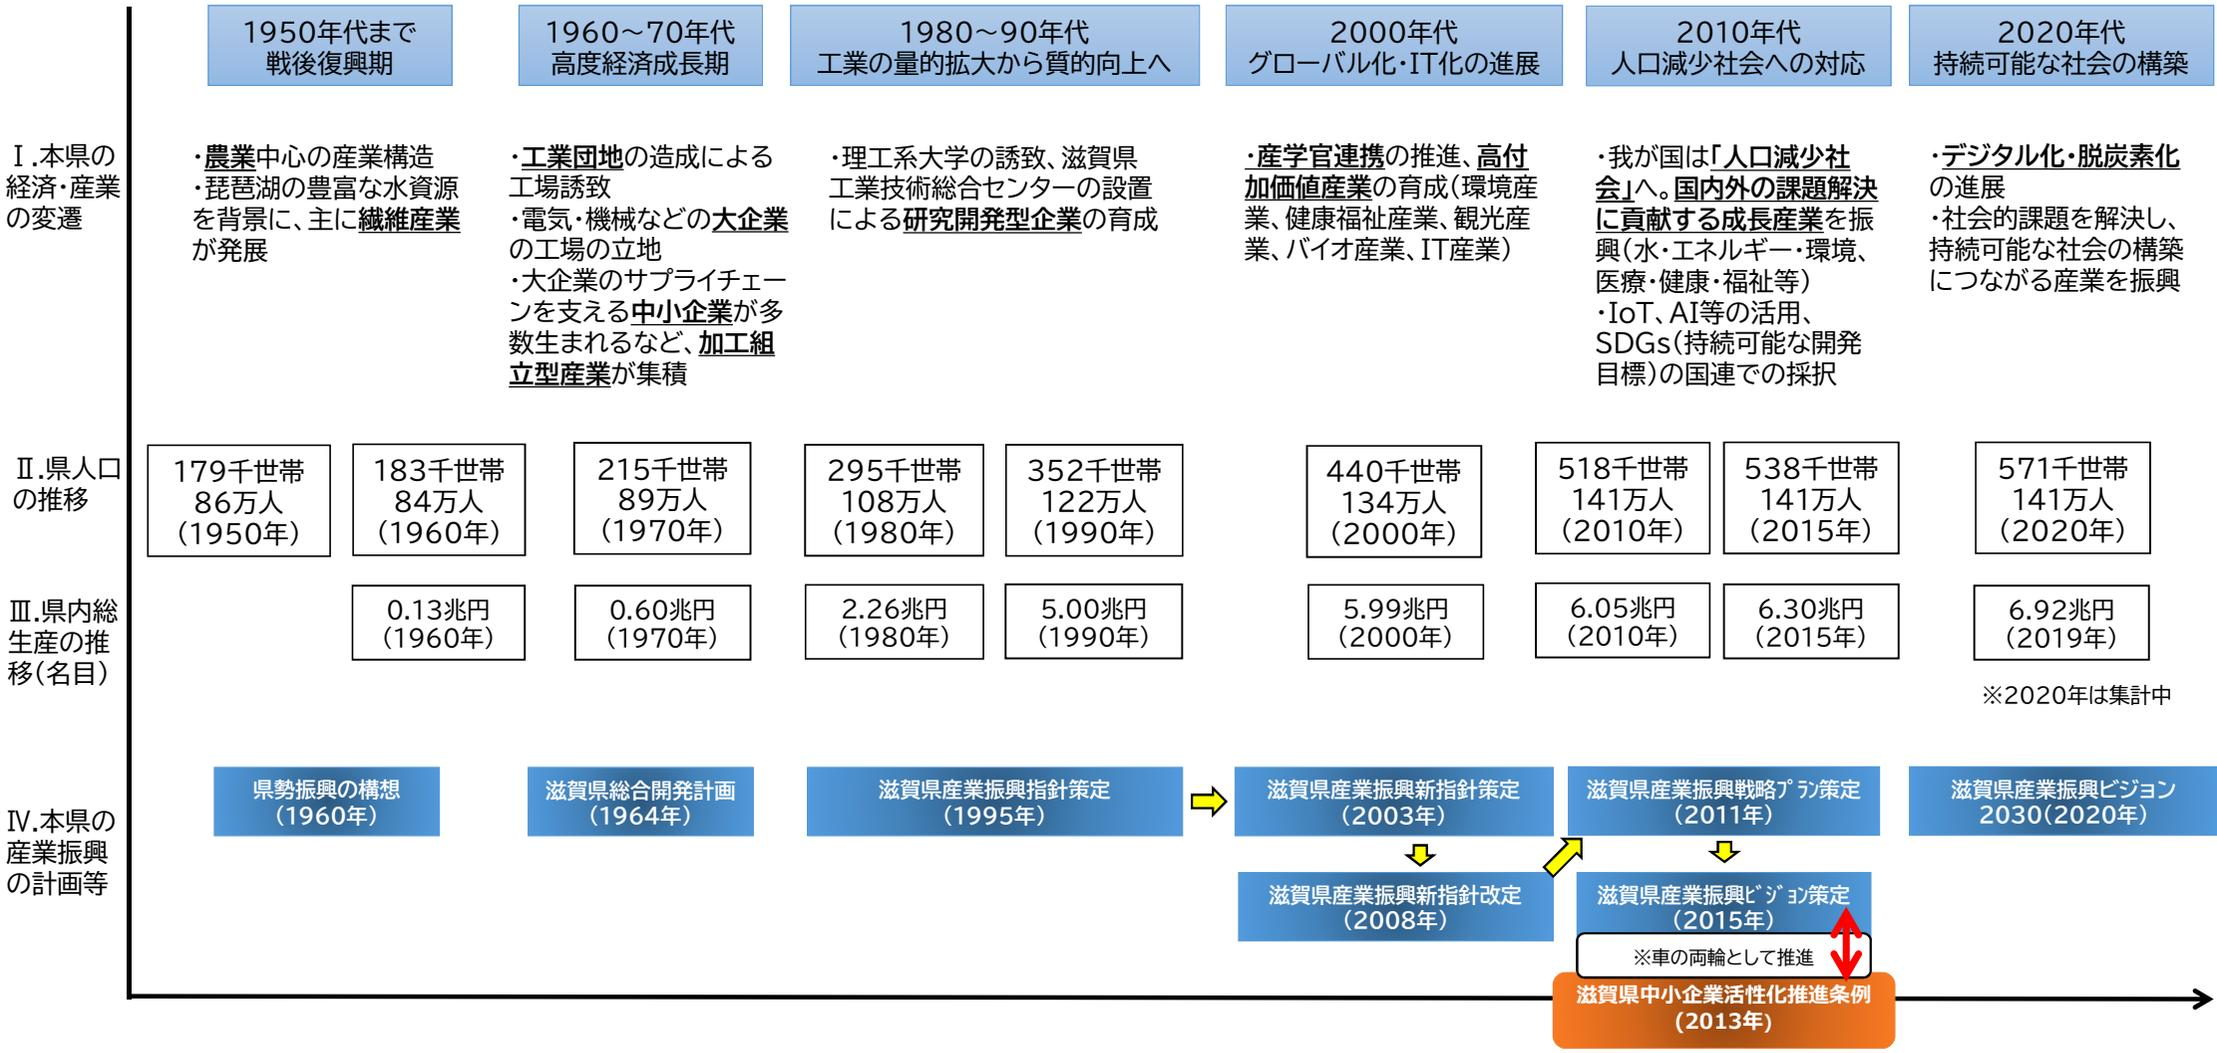 1950年代まで
戦後復興期
1960～70年代
高度経済成長期
1980～90年代
工業の量的拡大から質的向上へ
2000年代
グローバル化・IT化の進展
2010年代
人口減少社会への対応
2020年代
持続可能な社会の構築
Ⅰ.本県の
経済・産業
の変遷
・農業中心の産業構造
・琵琶湖の豊富な水資源
を背景に、主に繊維産業
が発展
・工業団地の造成による
工場誘致
・電気・機械などの大企業
の工場の立地
・大企業のサプライチェー
ンを支える中小企業が多
数生まれるなど、加工組
立型産業が集積
・理工系大学の誘致、滋賀県
工業技術総合センターの設置
による研究開発型企業の育成
・産学官連携の推進、高付
加価値産業の育成(環境産
業、健康福祉産業、観光産
業、バイオ産業、IT産業)
・我が国は「人口減少社
会」へ。国内外の課題解決
に貢献する成長産業を振
興(水・エネルギー・環境、
医療・健康・福祉等)
・IoT、AI等の活用、
SDGs(持続可能な開発
目標)の国連での採択
・デジタル化・脱炭素化
の進展
・社会的課題を解決し、
持続可能な社会の構築
につながる産業を振興
Ⅱ.県人口
の推移
179千世帯
86万人
(1950年)
183千世帯
84万人
(1960年)
215千世帯
89万人
(1970年)
295千世帯
108万人
(1980年)
352千世帯
122万人
(1990年)
440千世帯
134万人
(2000年)
518千世帯
141万人
(2010年)
538千世帯
141万人
(2015年)
571千世帯
141万人
(2020年)
Ⅲ.県内総
生産の推
移(名目)
0.13兆円
(1960年)
0.60兆円
(1970年)
2.26兆円
(1980年)
5.00兆円
(1990年)
5.99兆円
(2000年)
6.05兆円
(2010年)
6.30兆円
(2015年)
6.92兆円
(2019年)
※2020年は集計中
Ⅳ.本県の
産業振興
の計画等
県勢振興の構想
(1960年)
滋賀県総合開発計画
(1964年)
滋賀県産業振興指針策定
(1995年)
滋賀県産業振興新指針策定
(2003年)
滋賀県産業振興新指針改定
(2008年)
滋賀県産業振興戦略ﾌﾟﾗﾝ策定
(2011年)
滋賀県産業振興ﾋﾞｼﾞｮﾝ策定
(2015年)
※車の両輪として推進
滋賀県中小企業活性化推進条例
(2013年)
滋賀県産業振興ビジョン
2030(2020年)